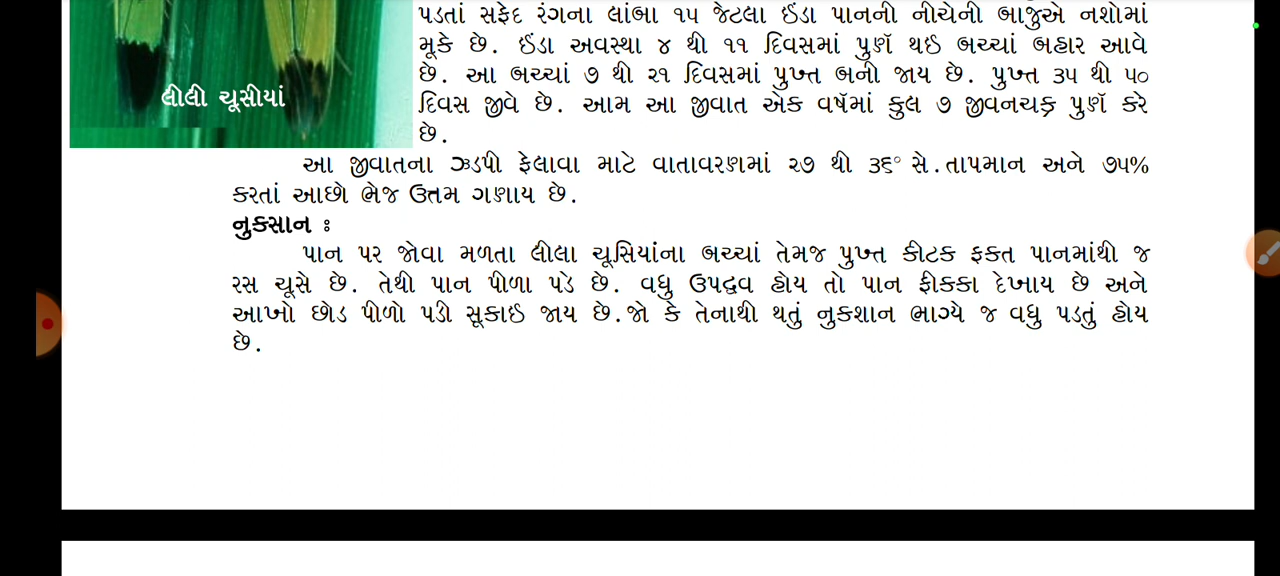 પડતાં સફેદ રંગના લાંબા ૧૫ જેટલા ઈંડા પાનની નીચેની બાજુએ નશોમાં
મૂકે છે. ઈંડા અવસ્થા ૪ થી ૧૧ દિવસમાં પુર્ણ થઈ બચ્ચાં બહાર આવે
છે. આ બચ્ચાં ૭ થી ૨૧ દિવસમાં પુખ્ત બની જાય છે. પુખ્ત ૩૫ થી ૫૦
દિવસ જીવે છે. આમ આ જીવાત એક વર્ષમાં કુલ ૭ જીવનચક્ર પુર્ણ કરે
છે.
લીલી ચૂસીયાં
આ જીવાતના ઝડપી ફેલાવા માટે વાતાવરણમાં ૨૭ થી ૩૬° સે.તાપમાન અને ૭૫%
કરતાં આછો ભેજ ઉત્તમ ગણાય છે.
નુકસાન :
પાન પર જોવા મળતા લીલા ચૂસિયાંના બચ્ચાં તેમજ પુખ્ત કીટક ફકત પાનમાંથી જ
રસ ચૂસે છે. તેથી પાન પીળા પડે છે. વધુ ઉપદ્રવ હોય તો પાન ફીક્કા દેખાય છે અને
આખો છોડ પીળો પડી સૂકાઈ જાય છે.જો કે તેનાથી થતું નુકશાન ભાગ્યે જ વધુ પડતું હોય
છે.